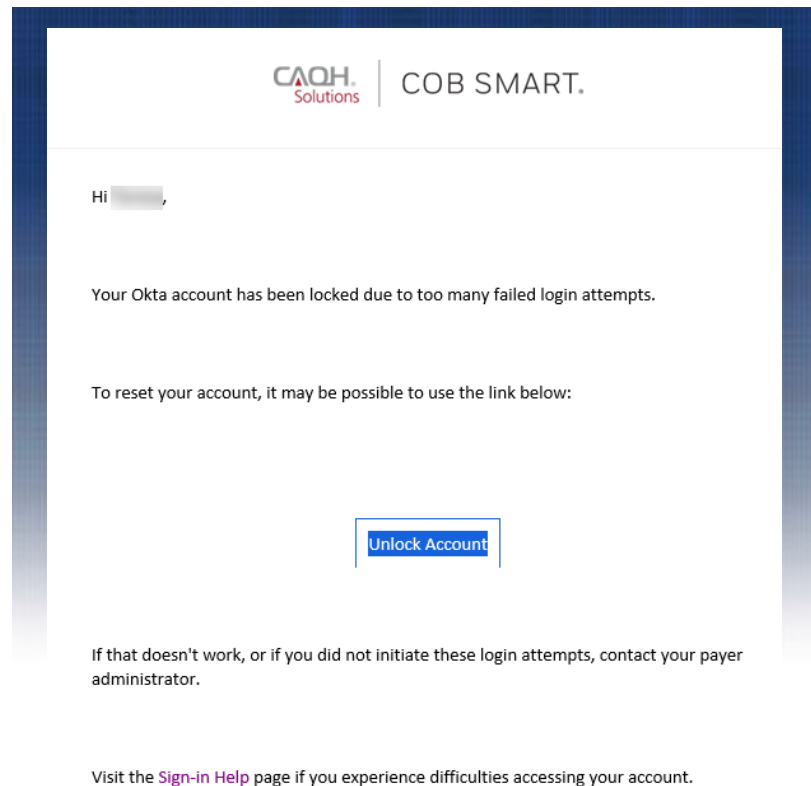 CAQH. Solutions COB SMART.
Hi ,
Your Okta account has been locked due to too many failed login attempts.
To reset your account, it may be possible to use the link below:
Unlock Account
If that doesn't work, or if you did not initiate these login attempts, contact your payer
administrator.
Visit the Sign-in Help page if you experience difficulties accessing your account.